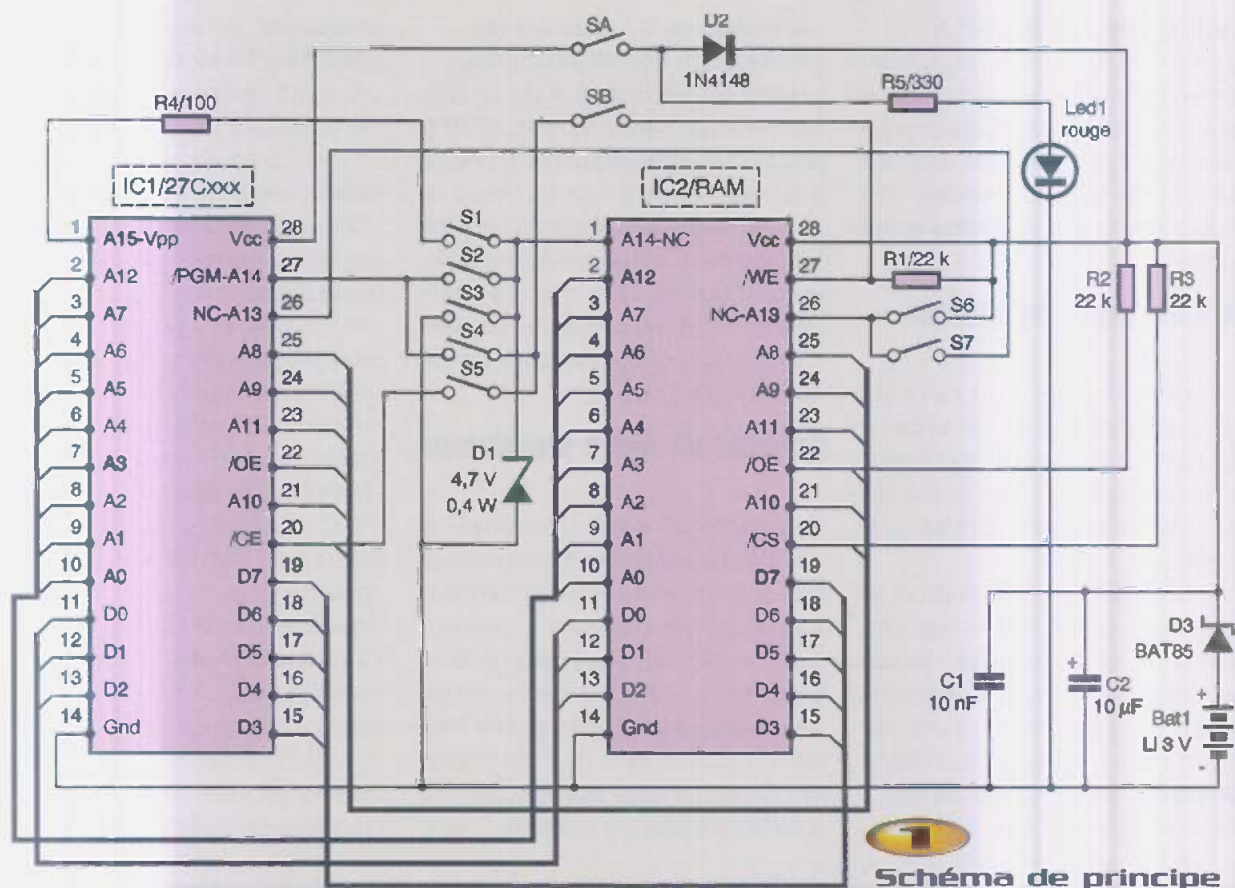 SA
D2
1N4148
R4/100
SB
R5/330
Led1
rouge
IC1/27Cxxx
IC2/RAM
1 A15-Vpp Vcc 28
2 A12 /PGM-A14 27
3 A7 NC-A13 26
4 A6 A8 25
5 A5 A9 24
6 A4 A11 23
7 A3 /OE 22
8 A2 A10 21
9 A1 /CE 20
10 A0 D7 19
11 D0 D6 18
12 D1 D5 17
13 D2 D4 16
14 Gnd D3 15
S1
S2
S3
S4
S5
D1
4,7 V
0,4 W
1 A14-NC Vcc 28
2 A12 /WE 27
3 A7 NC-A13 26
4 A6 A8 25
5 A5 A9 24
6 A4 A11 23
7 A3 /OE 22
8 A2 A10 21
9 A1 /CS 20
10 A0 D7 19
11 D0 D6 18
12 D1 D5 17
13 D2 D4 16
14 Gnd D3 15
R1/22 k
S6
S7
R2
22 k
R3
22 k
C1
10 nF
+
C2
10 µF
D3
BAT85
+
Bat1
LI 3 V
-
1
Schéma de principe